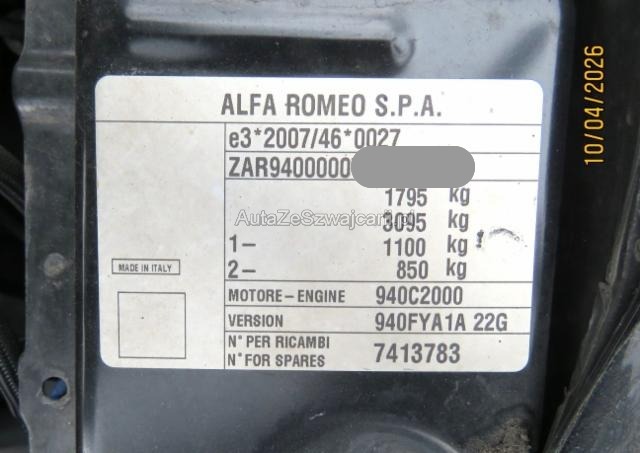 ALFA ROMEO S.P.A.
e3*2007/46*0027
ZAR9400000
1795 kg
3095 kg
1- 1100 kg
2- 850 kg
MADE IN ITALY
MOTORE-ENGINE 940C2000
VERSION 940FYA1A 22G
N° PER RICAMBI
N° FOR SPARES 7413783
10/04/2026